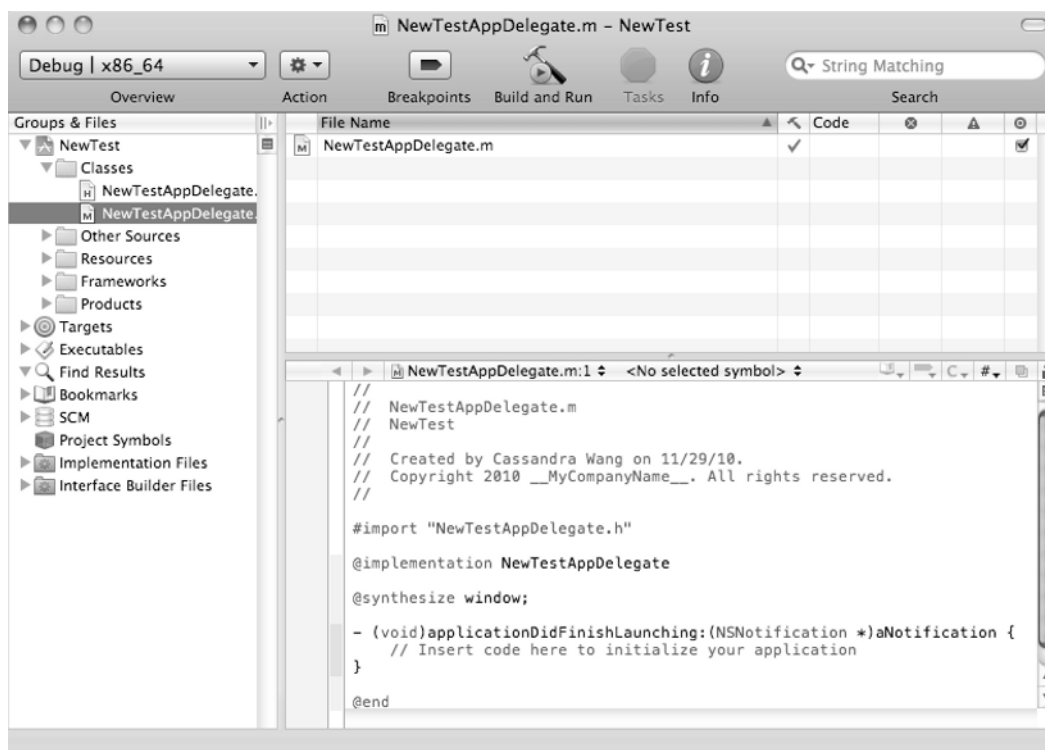 NewTestAppDelegate.m – NewTest
Debug | x86_64
String Matching
Overview
Action
Breakpoints
Build and Run
Tasks
Info
Search
Groups & Files
File Name
Code
NewTest
NewTestAppDelegate.m
Classes
NewTestAppDelegate.
NewTestAppDelegate.
Other Sources
Resources
Frameworks
Products
Targets
Executables
Find Results
Bookmarks
SCM
Project Symbols
Implementation Files
Interface Builder Files
NewTestAppDelegate.m:1
<No selected symbol>
C
#
//
// NewTestAppDelegate.m
// NewTest
//
// Created by Cassandra Wang on 11/29/10.
// Copyright 2010 __MyCompanyName__. All rights reserved.
//
#import "NewTestAppDelegate.h"
@implementation NewTestAppDelegate
@synthesize window;
- (void)applicationDidFinishLaunching:(NSNotification *)aNotification {
// Insert code here to initialize your application
}
@end